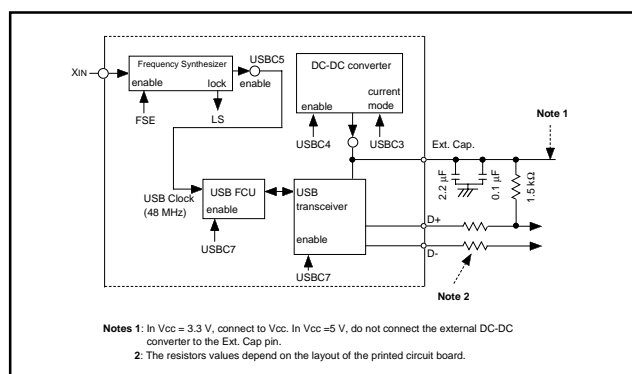 Frequency Synthesizer
USBC5
XIN
enable
lock
enable
FSE
LS
DC-DC converter
current
mode
enable
USBC4
USBC3
Note 1
Ext. Cap.
2.2 µF
0.1 µF
1.5 kΩ
USB Clock
(48 MHz)
USB FCU
enable
USBC7
USB
transceiver
enable
USBC7
D+
D-
Note 2
Notes 1: In Vcc = 3.3 V, connect to Vcc. In Vcc =5 V, do not connect the external DC-DC
converter to the Ext. Cap pin.
2: The resistors values depend on the layout of the printed circuit board.